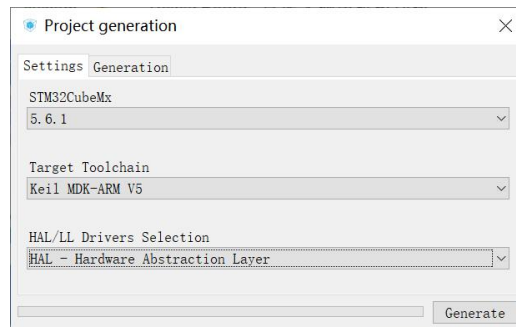 Project generation
Settings Generation
STM32CubeMx
5.6.1
Target Toolchain
Keil MDK-ARM V5
HAL/LL Drivers Selection
HAL - Hardware Abstraction Layer
Generate